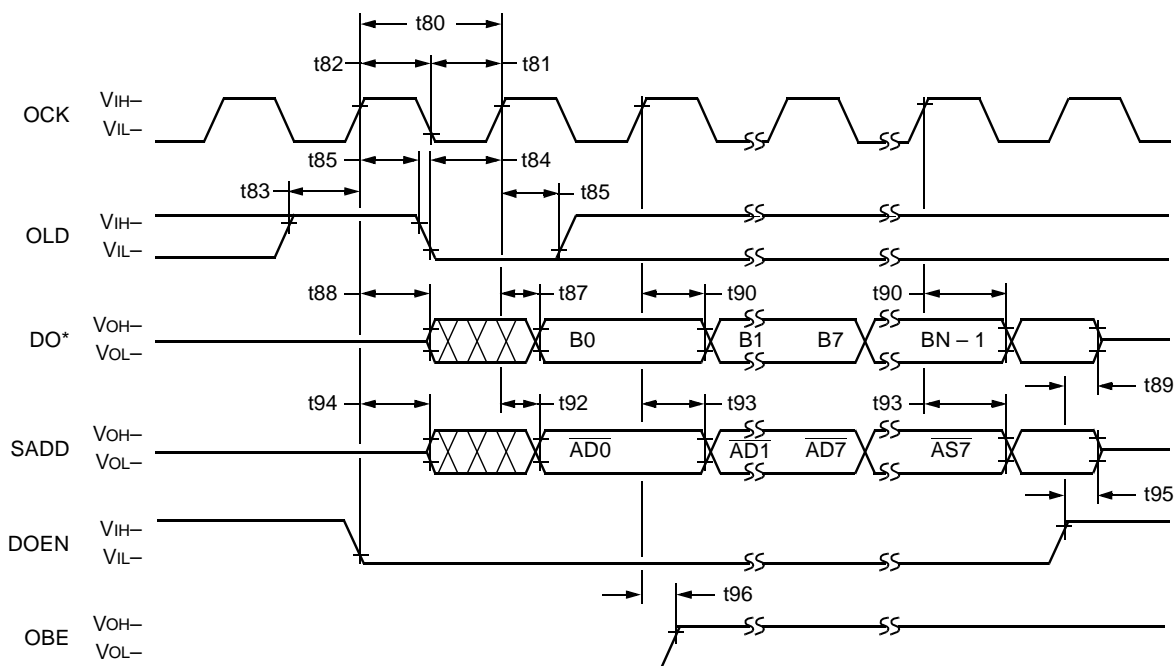 t80
t82 t81
OCK VIH–
VIL–
t85 t84
t83 t85
OLD VIH–
VIL–
t88 t87 t90 t90
DO* VOH–
VOL–
B0 B1 B7 BN – 1
t89
t94 t92 t93 t93
SADD VOH–
VOL–
AD0 AD1 AD7 AS7
t95
DOEN VIH–
VIL–
t96
OBE VOH–
VOL–